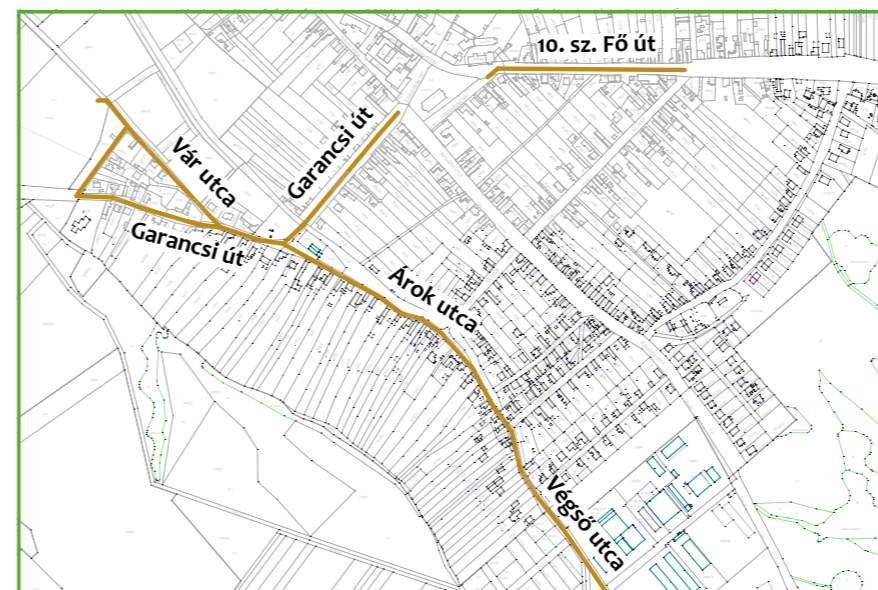 10. sz. Fő út
Garancsi út
Vár utca
Garancsi út
Árok utca
Végső utca